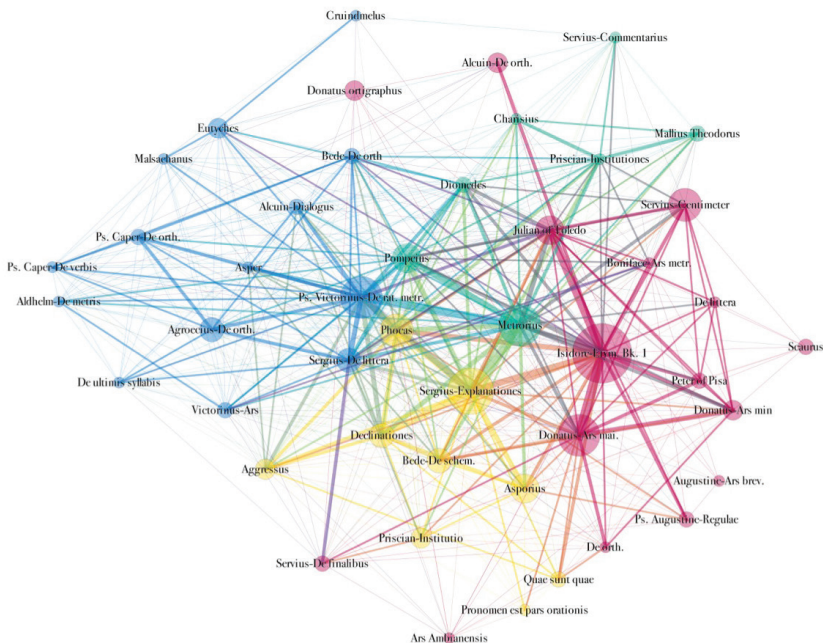 Cruindmelus
Servius-Commentarius
Alcuin-De orth.
Donatus ortigraphus
Charisius
Eutyches
Mallius Theodorus
Malsachanus
Bede-De orth
Priscian-Institutiones
Diomedes
Alcuin-Dialogus
Servius-Centimeter
Ps. Caper-De orth.
Julian of Toledo
Pompeius
Ps. Caper-De verbis
Asper
Boniface-Ars metr.
Aldhelm-De metris
Ps. Victorinus-De rat. metr.
De littera
Agroecius-De orth.
Phocas
Metrorius
Scaurus
Isidore-Etym. Bk. 1
Sergius-De littera
De ultimis syllabis
Sergius-Explanationes
Peter of Pisa
Victorinus-Ars
Donatus-Ars min
Declinationes
Donatus-Ars mai.
Aggressus
Bede-De schem.
Augustine-Ars brev.
Asporius
Ps. Augustine-Regulae
Priscian-Institutio
De orth.
Servius-De finalibus
Quae sunt quae
Pronomen est pars orationis
Ars Ambianensis